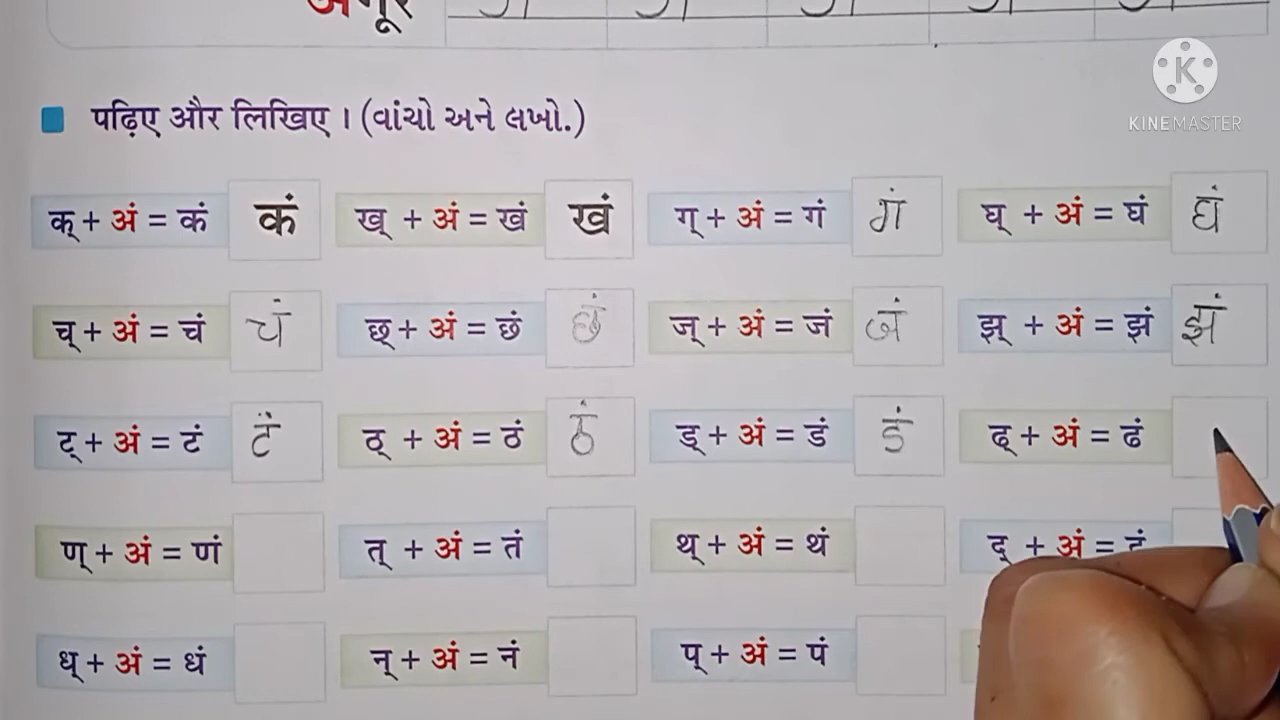 पढ़िए और लिखिए । (વાંચો અને લખો.)
क् + अं = कं कं ख् + अं = खं खं ग् + अं = गं गं घ् + अं = घं घं
च् + अं = चं चं छ् + अं = छं छं ज् + अं = जं जं झ् + अं = झं झं
ट् + अं = टं टं ठ् + अं = ठं ठं ड् + अं = डं डं ढ् + अं = ढं
ण् + अं = णं त् + अं = तं थ् + अं = थं द् + अं = दं
ध् + अं = धं न् + अं = नं प् + अं = पं
KINEMASTER